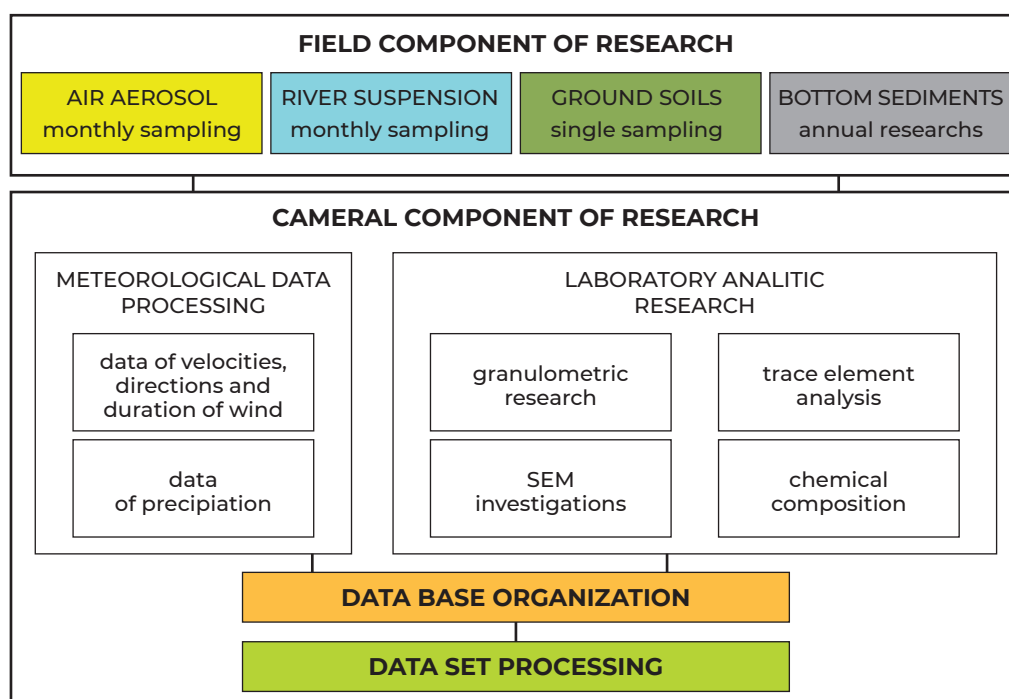 FIELD COMPONENT OF RESEARCH
AIR AEROSOL
monthly sampling
RIVER SUSPENSION
monthly sampling
GROUND SOILS
single sampling
BOTTOM SEDIMENTS
annual researchs
CAMERAL COMPONENT OF RESEARCH
METEOROLOGICAL DATA
PROCESSING
data of velocities,
directions and
duration of wind
data
of precipiation
LABORATORY ANALITIC
RESEARCH
granulometric
research
trace element
analysis
SEM
investigations
chemical
composition
DATA BASE ORGANIZATION
DATA SET PROCESSING